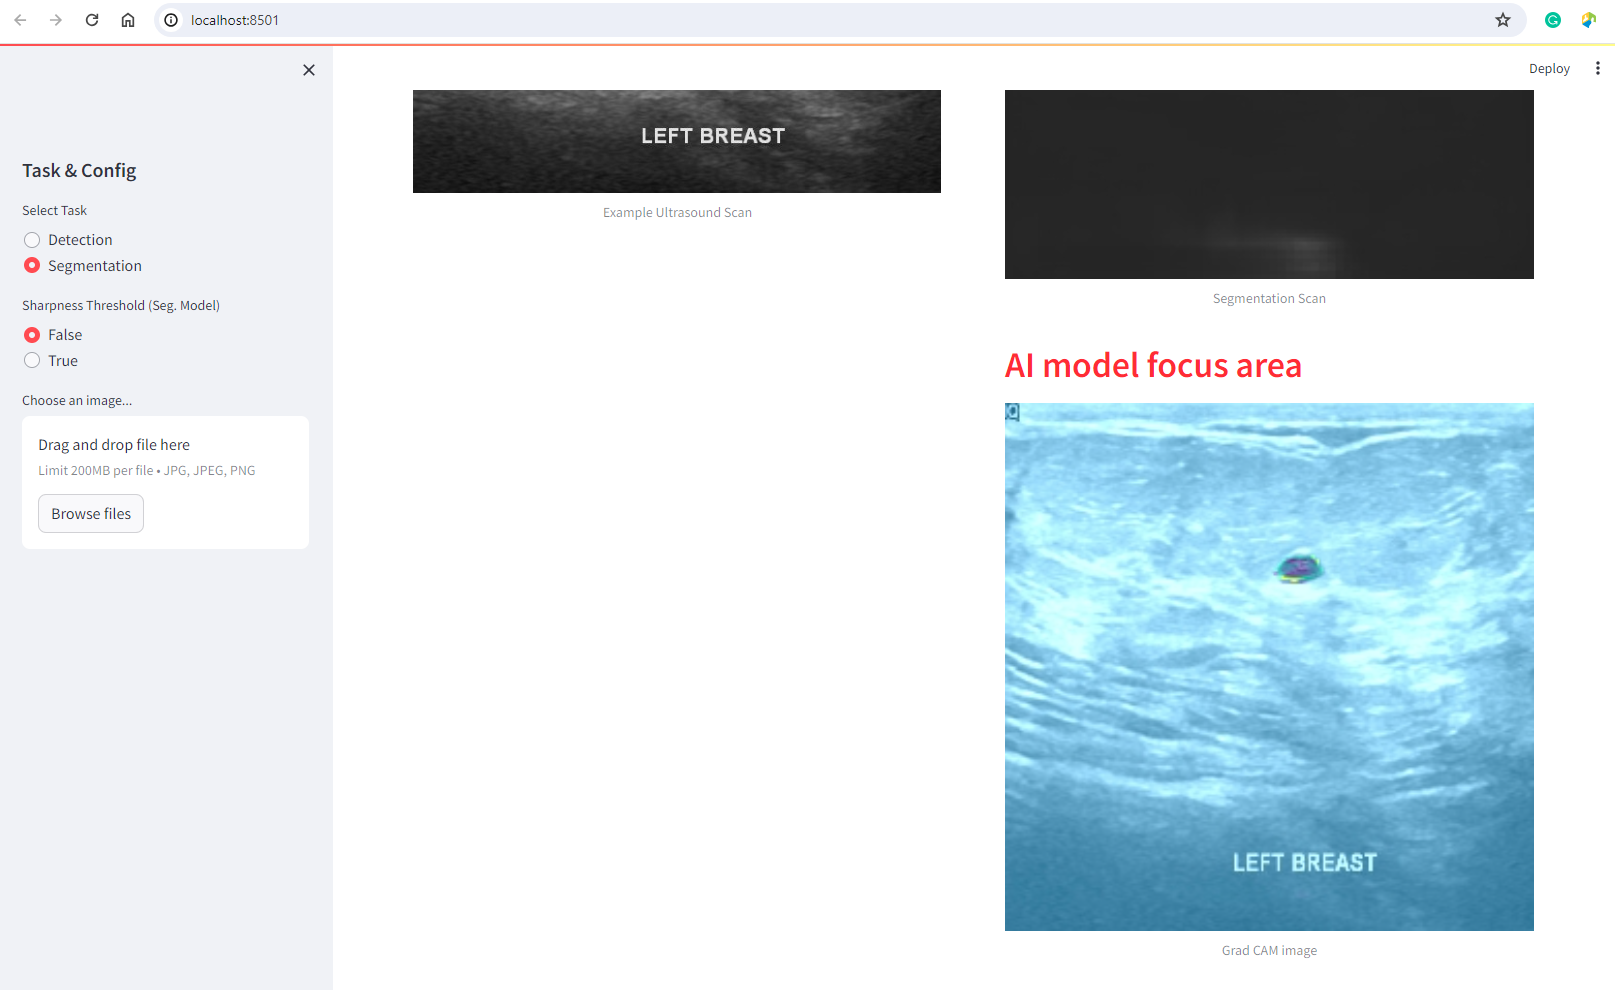 localhost:8501
Deploy
Task & Config
Select Task
Detection
Segmentation
Sharpness Threshold (Seg. Model)
False
True
Choose an image...
Drag and drop file here
Limit 200MB per file • JPG, JPEG, PNG
Browse files
LEFT BREAST
Example Ultrasound Scan
Segmentation Scan
AI model focus area
LEFT BREAST
Grad CAM image